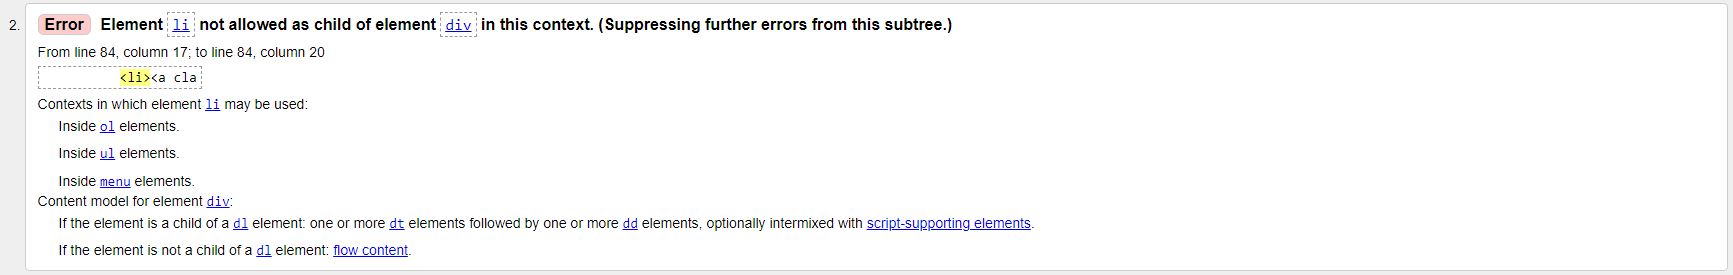 2. Error Element li not allowed as child of element div in this context. (Suppressing further errors from this subtree.)
From line 84, column 17; to line 84, column 20
<li><a cla
Contexts in which element li may be used:
Inside ol elements.
Inside ul elements.
Inside menu elements.
Content model for element div:
If the element is a child of a dl element: one or more dt elements followed by one or more dd elements, optionally intermixed with script-supporting elements.
If the element is not a child of a dl element: flow content.